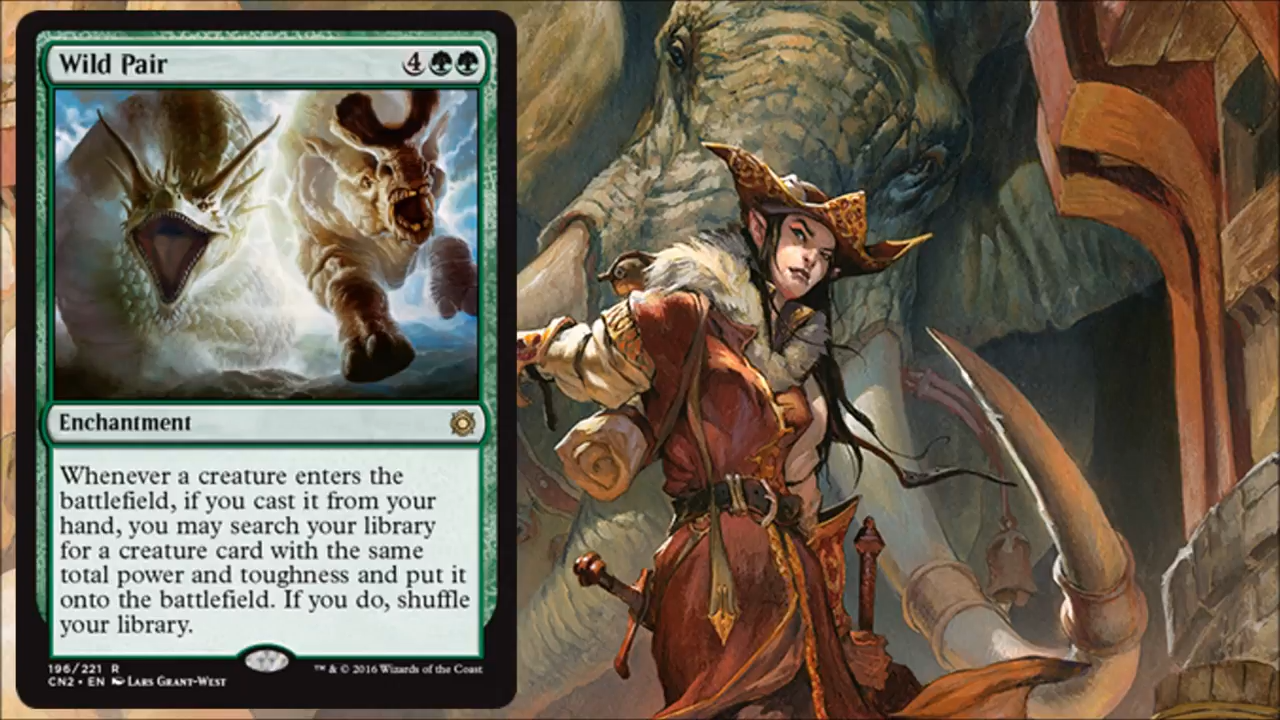 Wild Pair 4
Enchantment
Whenever a creature enters the
battlefield, if you cast it from your
hand, you may search your library
for a creature card with the same
total power and toughness and put it
onto the battlefield. If you do, shuffle
your library.
196/221 R
™ & © 2016 Wizards of the Coast
CN2 • EN Lars Grant-West